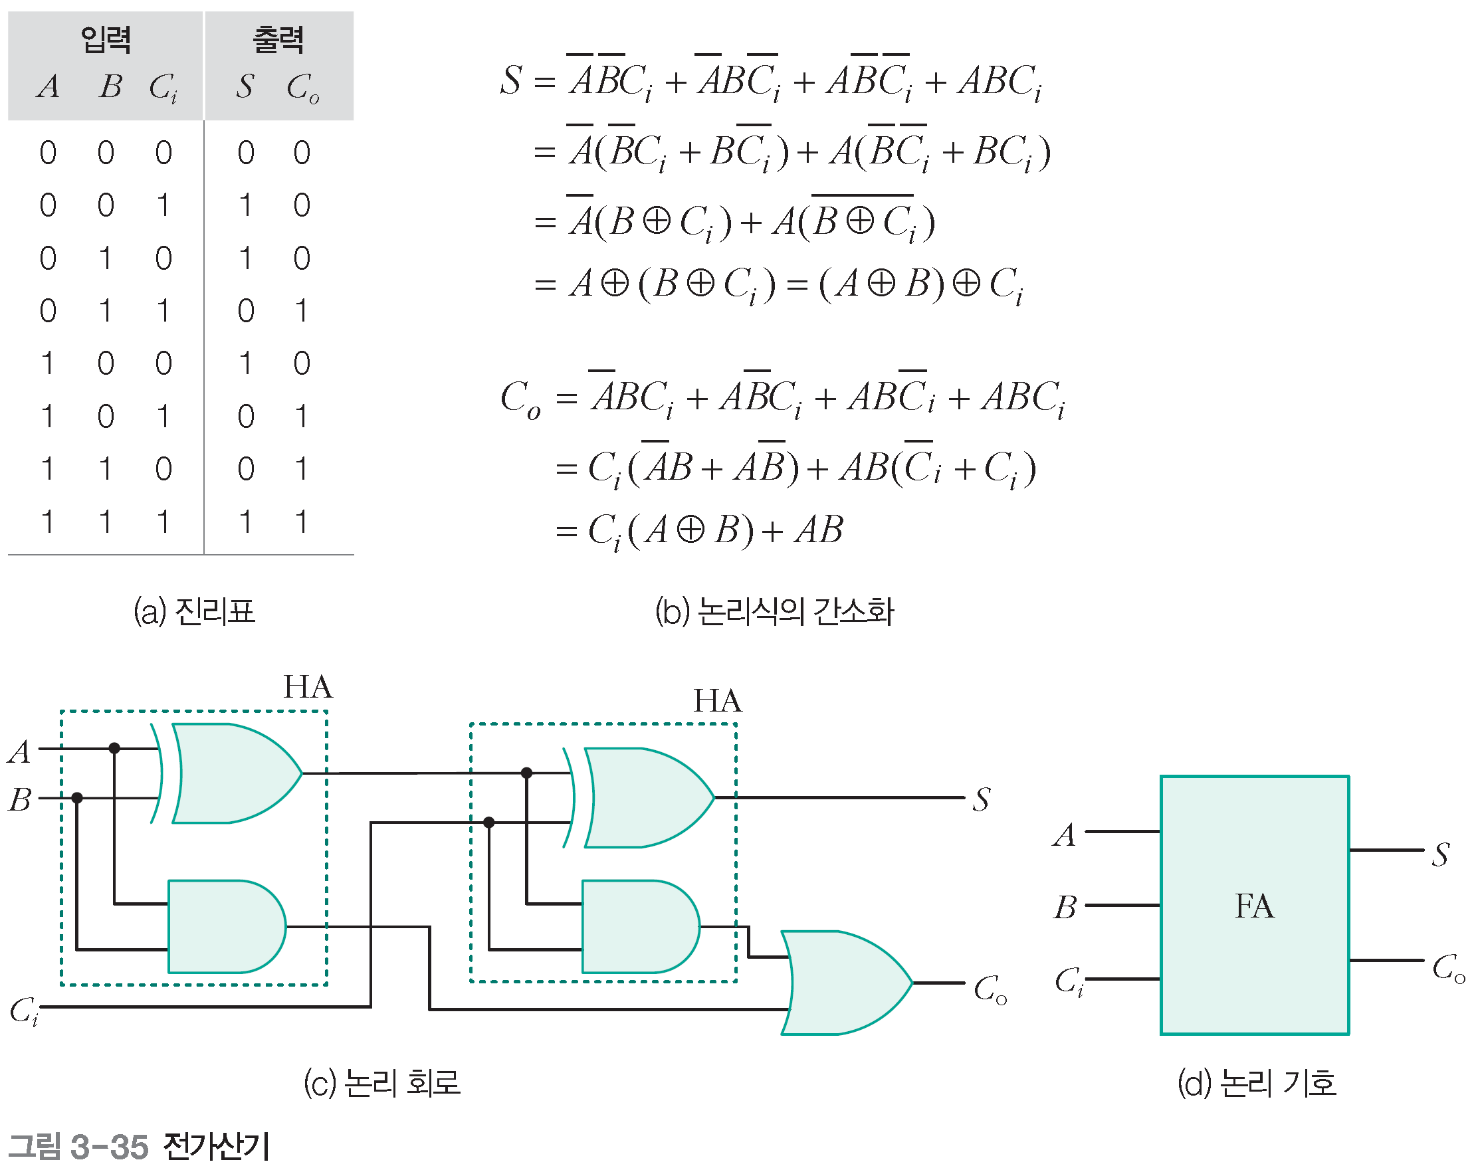 입력 출력
A B Cᵢ S Cₒ
0 0 0 0 0
0 0 1 1 0
0 1 0 1 0
0 1 1 0 1
1 0 0 1 0
1 0 1 0 1
1 1 0 0 1
1 1 1 1 1
(a) 진리표
S = A̅B̅Cᵢ + A̅BC̅ᵢ + AB̅C̅ᵢ + ABCᵢ
= A̅(B̅Cᵢ + BC̅ᵢ) + A(B̅C̅ᵢ + BCᵢ)
= A̅(B ⊕ Cᵢ) + A(B̅ ̅⊕̅ ̅C̅ᵢ)
= A ⊕ (B ⊕ Cᵢ) = (A ⊕ B) ⊕ Cᵢ
Cₒ = A̅BCᵢ + AB̅Cᵢ + ABC̅ᵢ + ABCᵢ
= Cᵢ(A̅B + AB̅) + AB(C̅ᵢ + Cᵢ)
= Cᵢ(A ⊕ B) + AB
(b) 논리식의 간소화
HA
HA
A
B
Cᵢ
S
Cₒ
(c) 논리 회로
A
B
Cᵢ
FA
S
Cₒ
(d) 논리 기호
그림 3-35 전가산기